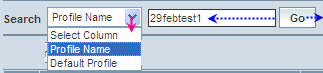 Search Profile Name 29febtest1 Go
Select Column
Profile Name
Default Profile